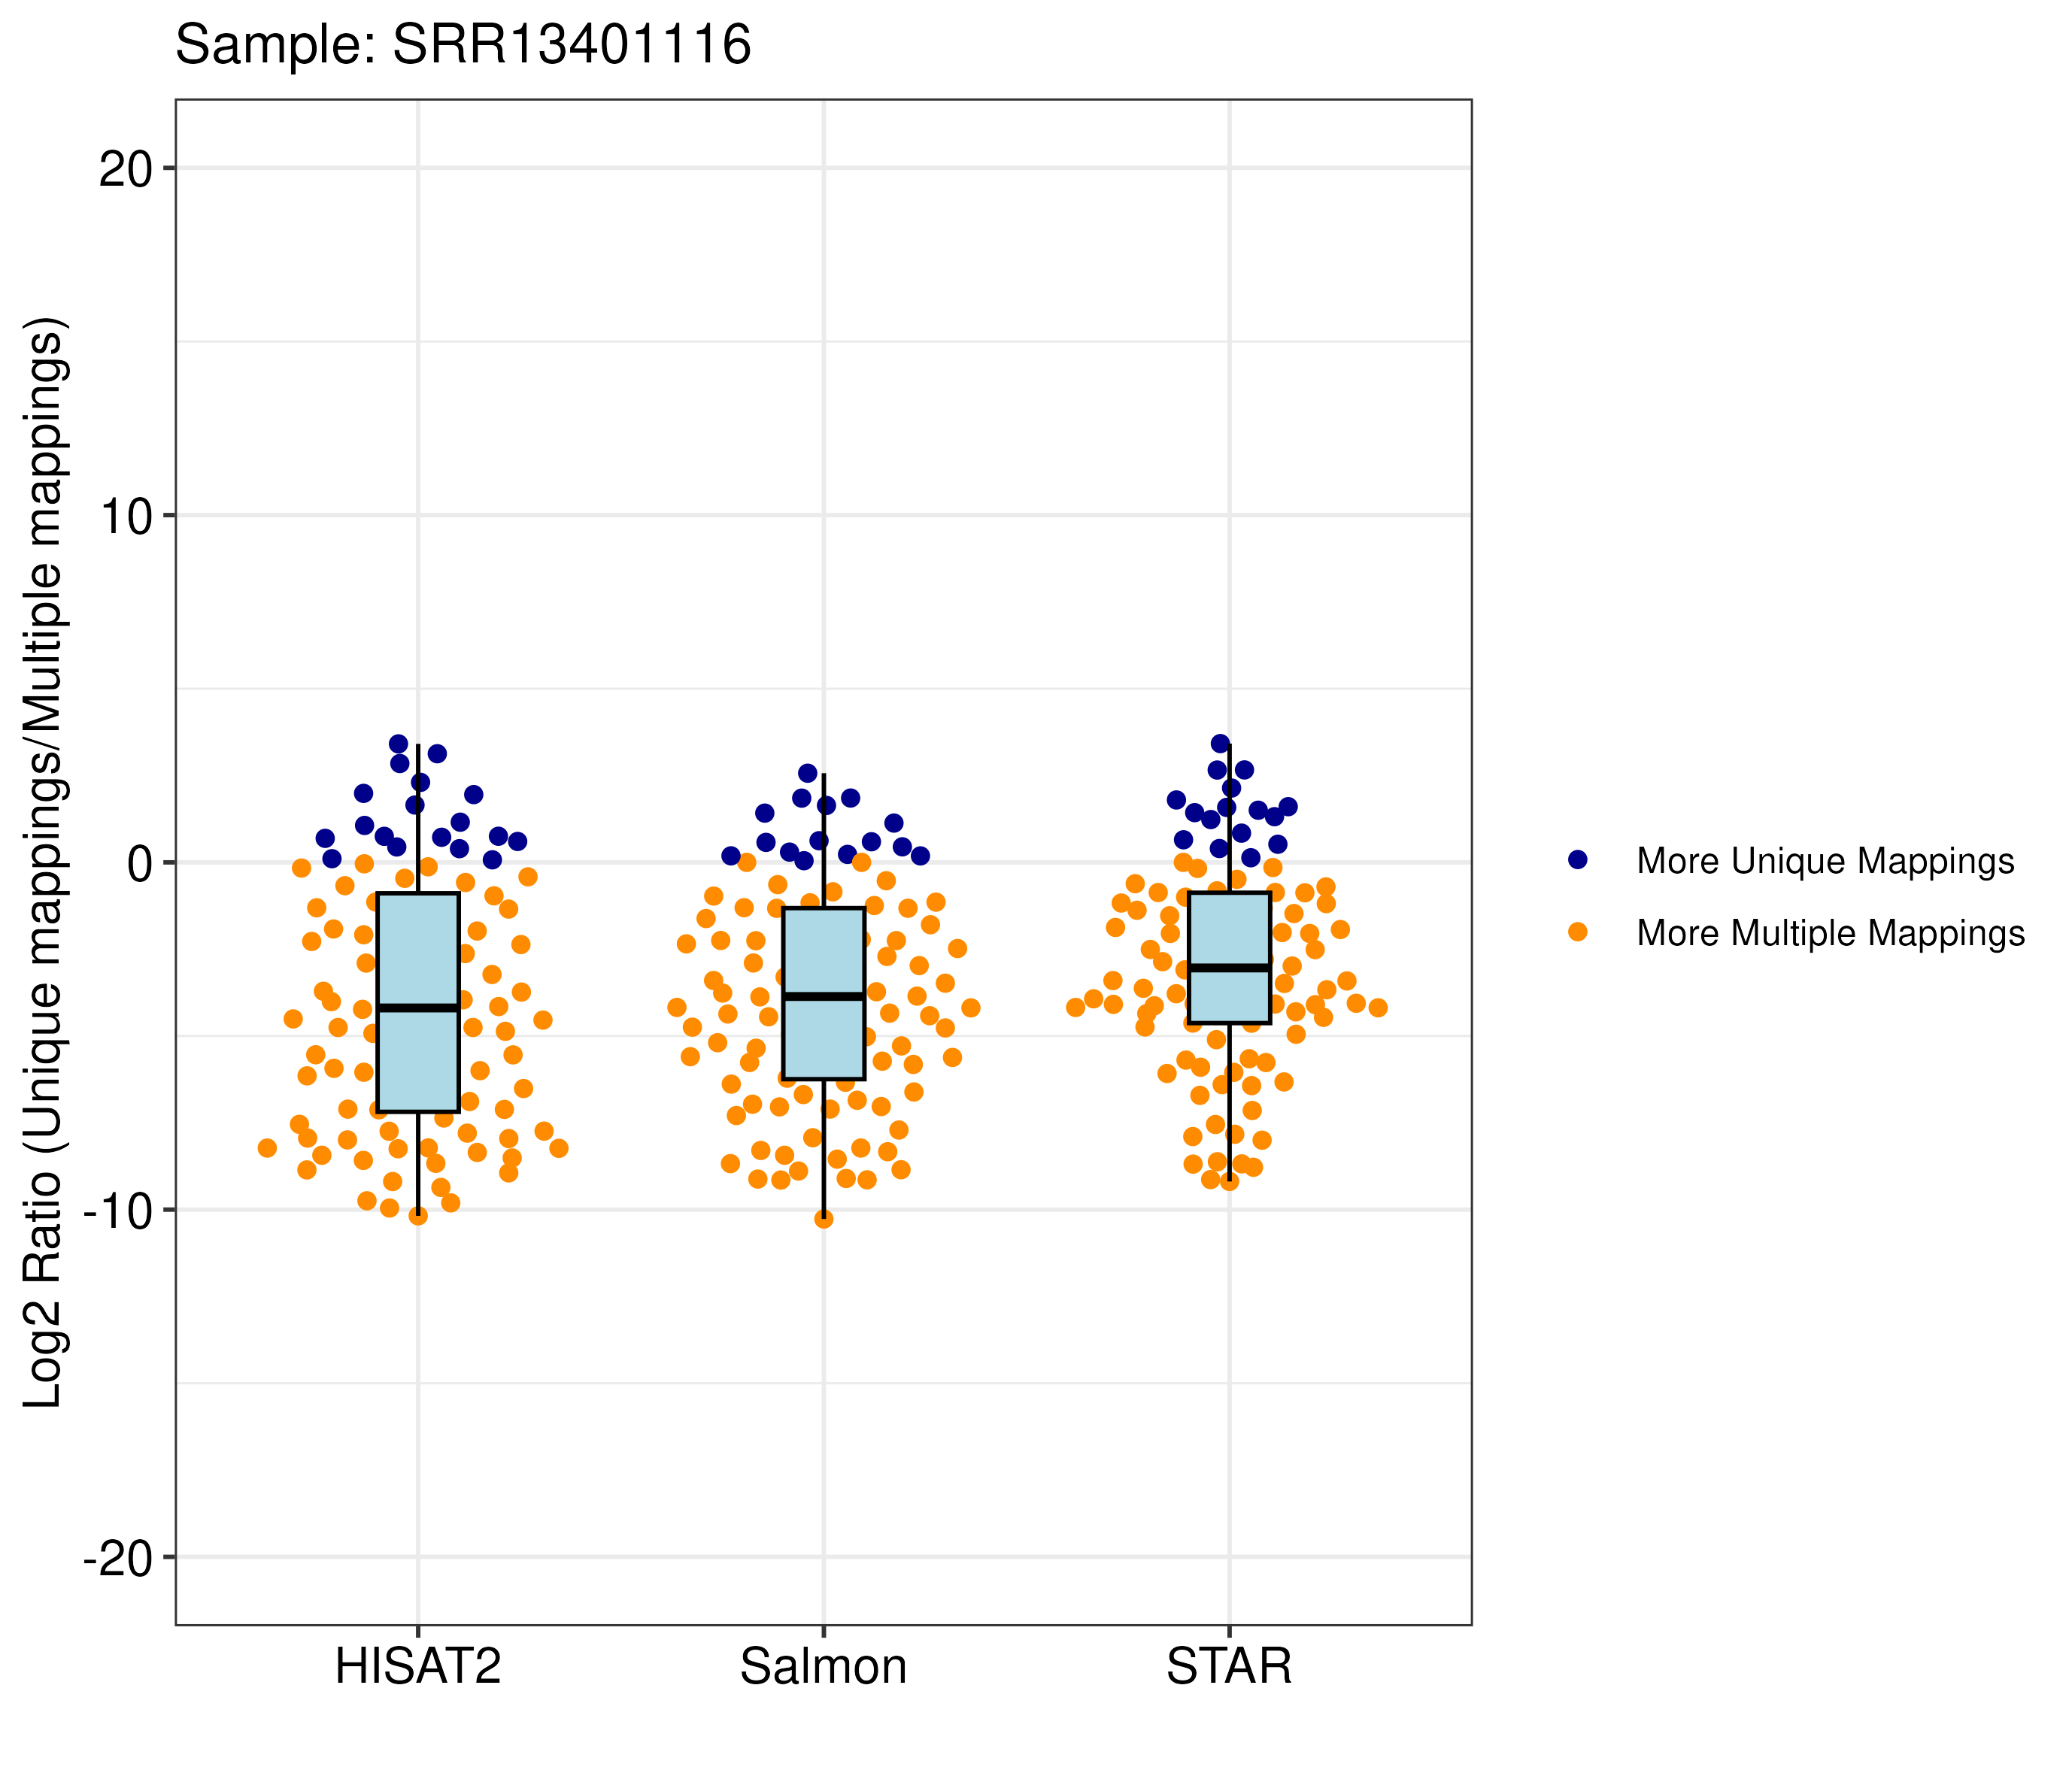 Sample: SRR13401116
Log2 Ratio (Unique mappings/Multiple mappings)
20
10
0
-10
-20
HISAT2
Salmon
STAR
More Unique Mappings
More Multiple Mappings